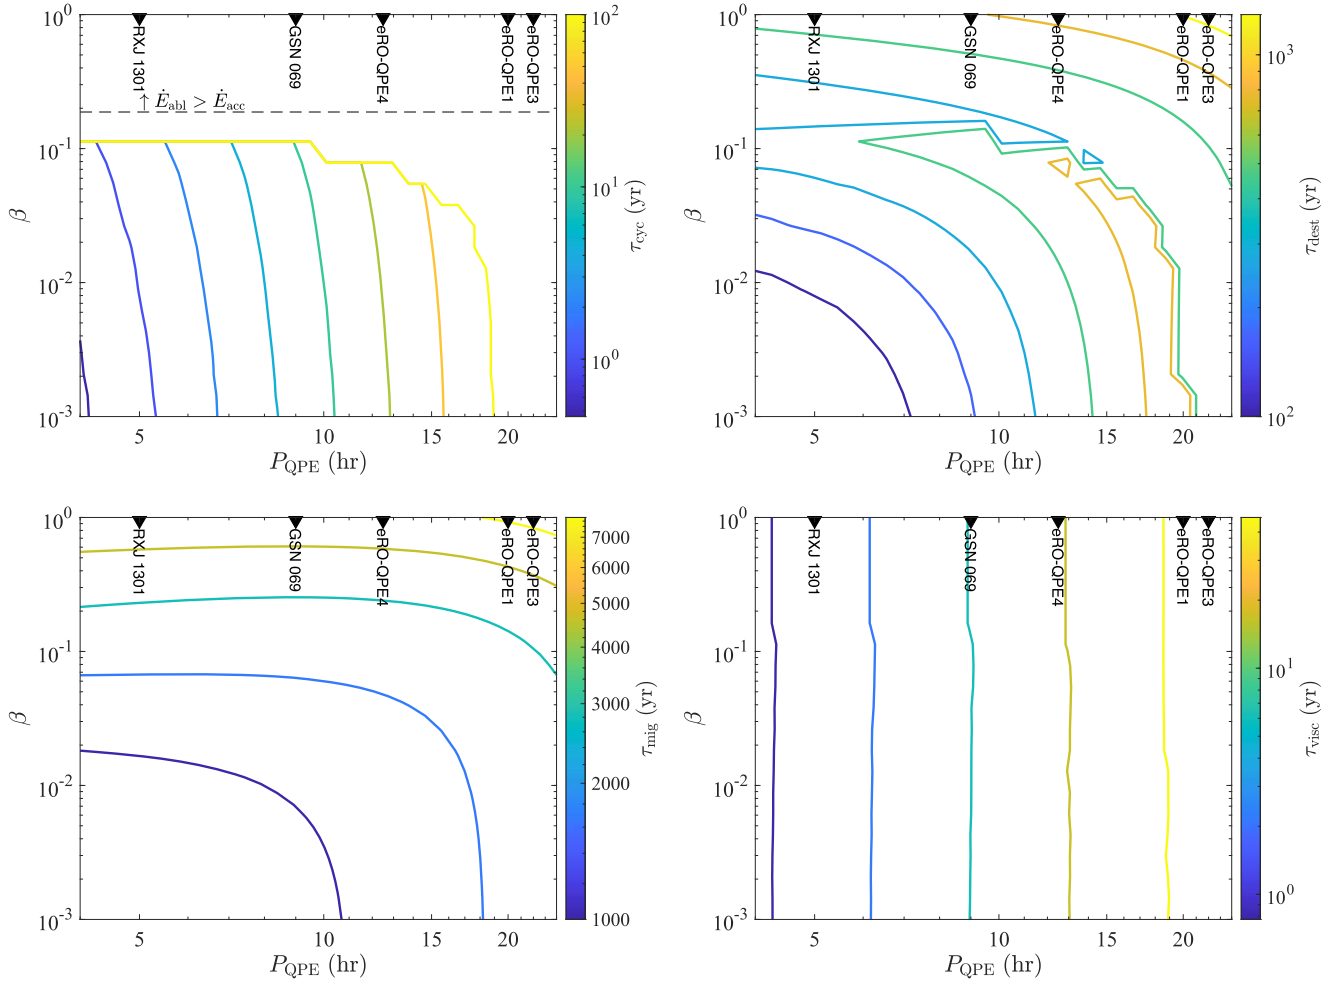 10^0
10^-1
10^-2
10^-3
β
RXJ 1301
GSN 069
eRO-QPE4
eRO-QPE1
eRO-QPE3
↑ Ė_abl > Ė_acc
5
10
15
20
P_QPE (hr)
10^2
10^1
10^0
τ_cyc (yr)
10^0
10^-1
10^-2
10^-3
β
RXJ 1301
GSN 069
eRO-QPE4
eRO-QPE1
eRO-QPE3
5
10
15
20
P_QPE (hr)
10^3
10^2
τ_dest (yr)
10^0
10^-1
10^-2
10^-3
β
RXJ 1301
GSN 069
eRO-QPE4
eRO-QPE1
eRO-QPE3
5
10
15
20
P_QPE (hr)
7000
6000
5000
4000
3000
2000
1000
τ_mig (yr)
10^0
10^-1
10^-2
10^-3
β
RXJ 1301
GSN 069
eRO-QPE4
eRO-QPE1
eRO-QPE3
5
10
15
20
P_QPE (hr)
10^1
10^0
τ_visc (yr)